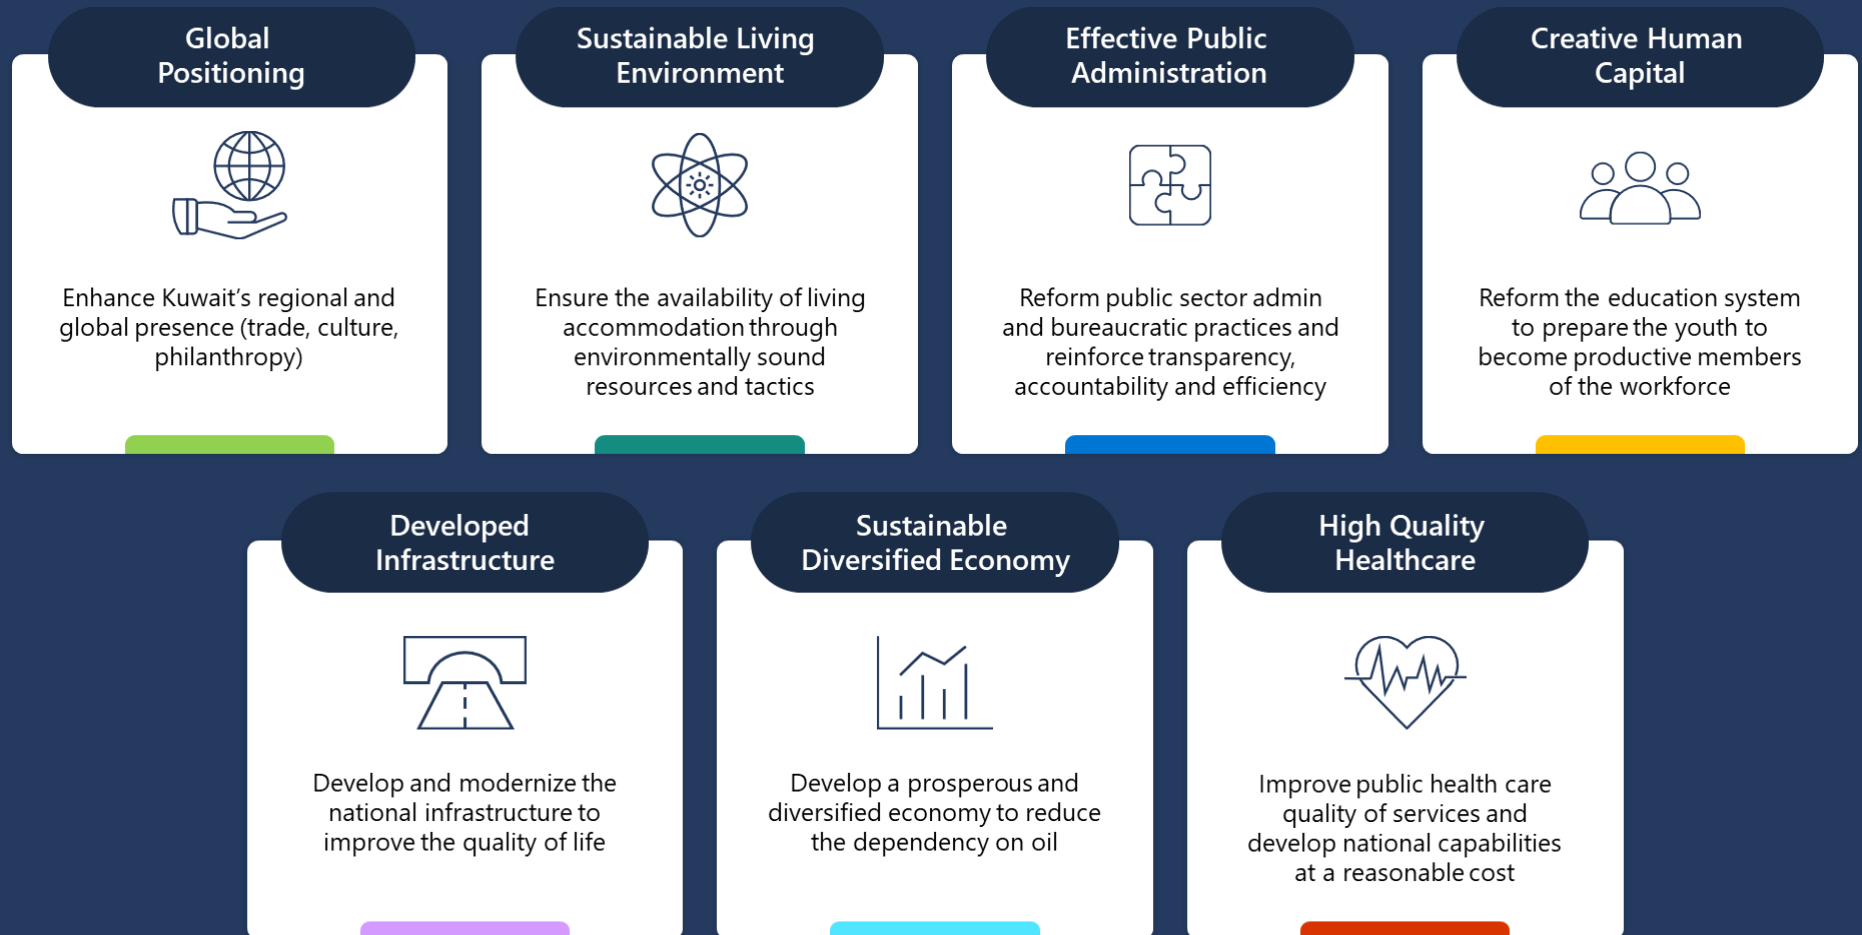 Global
Positioning
Enhance Kuwait’s regional and
global presence (trade, culture,
philanthropy)
Sustainable Living
Environment
Ensure the availability of living
accommodation through
environmentally sound
resources and tactics
Effective Public
Administration
Reform public sector admin
and bureaucratic practices and
reinforce transparency,
accountability and efficiency
Creative Human
Capital
Reform the education system
to prepare the youth to
become productive members
of the workforce
Developed
Infrastructure
Develop and modernize the
national infrastructure to
improve the quality of life
Sustainable
Diversified Economy
Develop a prosperous and
diversified economy to reduce
the dependency on oil
High Quality
Healthcare
Improve public health care
quality of services and
develop national capabilities
at a reasonable cost